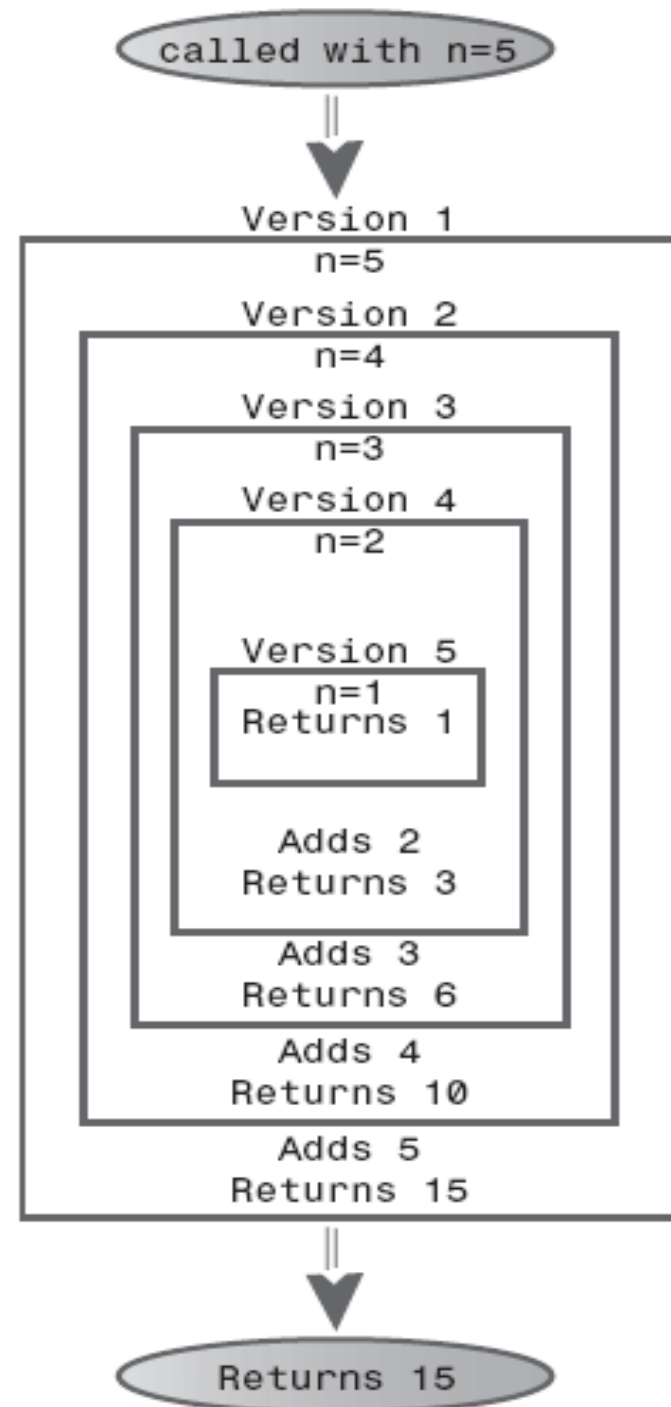 called with n=5
Version 1
n=5
Version 2
n=4
Version 3
n=3
Version 4
n=2
Version 5
n=1
Returns 1
Adds 2
Returns 3
Adds 3
Returns 6
Adds 4
Returns 10
Adds 5
Returns 15
Returns 15